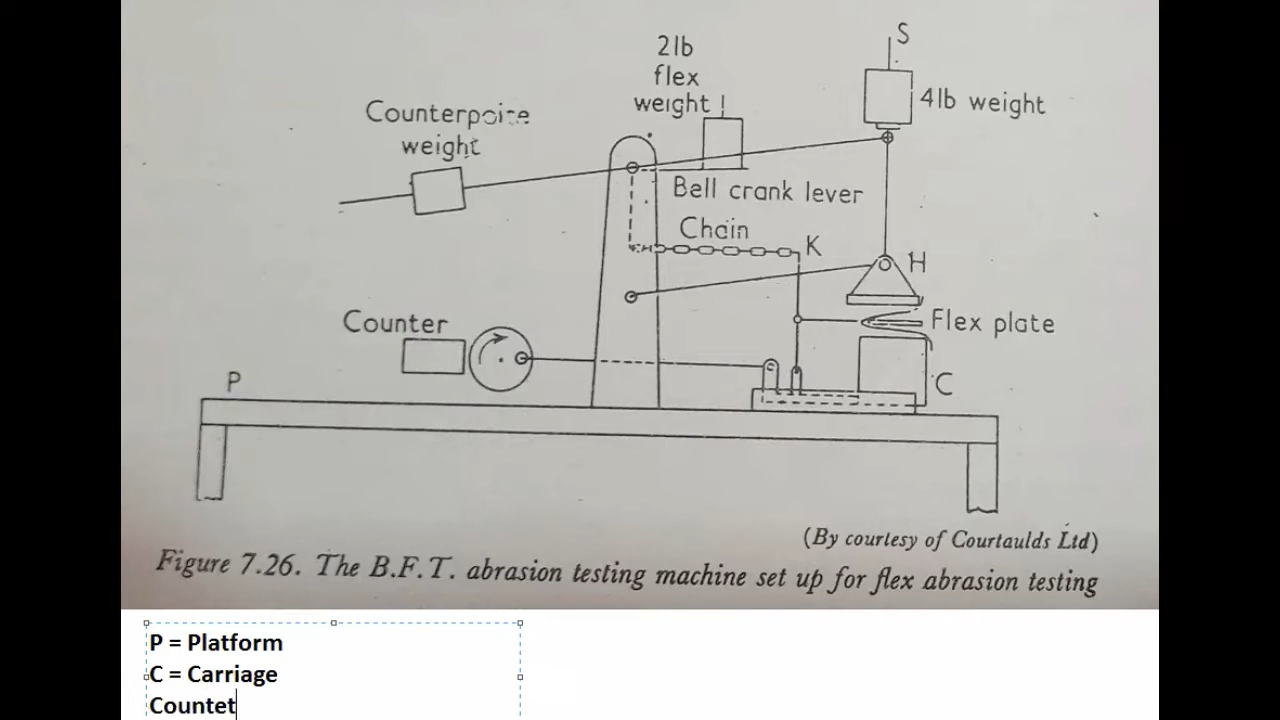 S
2lb
flex
weight
4lb weight
Counterpoise
weight
Bell crank lever
Chain
K
H
Counter
Flex plate
P
C
(By courtesy of Courtaulds Ltd)
Figure 7.26. The B.F.T. abrasion testing machine set up for flex abrasion testing
P = Platform
C = Carriage
Countet